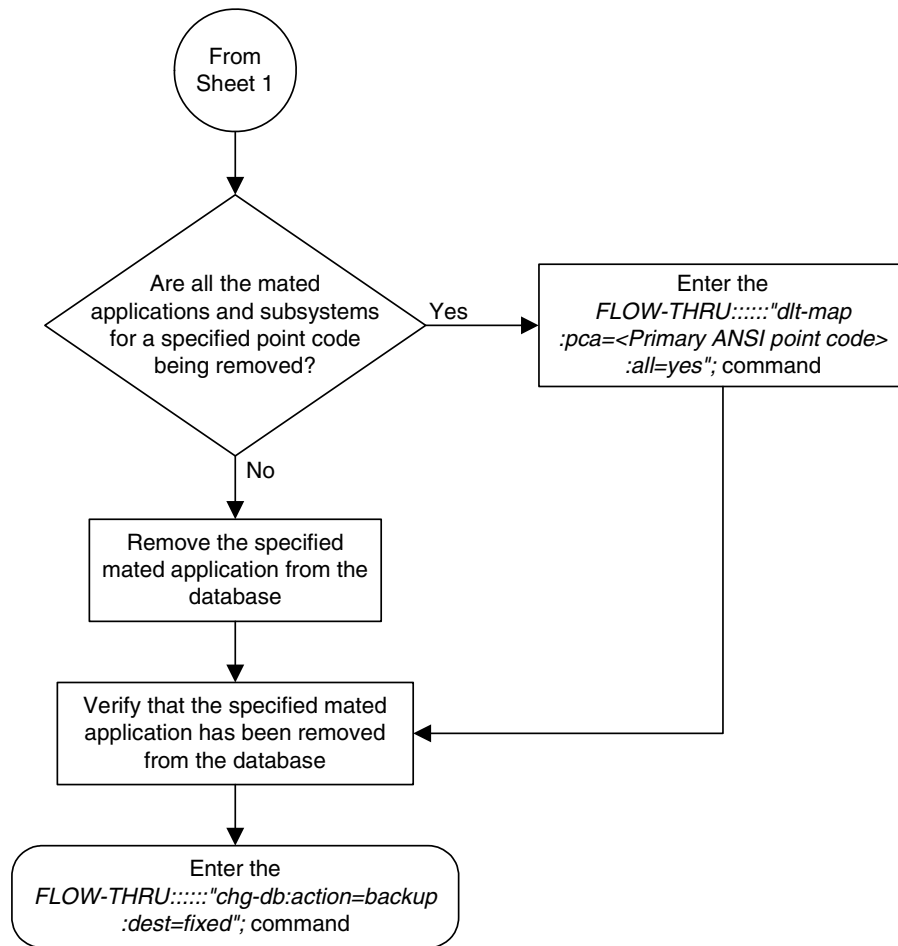 From
Sheet 1
Are all the mated
applications and subsystems
for a specified point code
being removed?
Yes
Enter the
FLOW-THRU::::::"dlt-map
:pca=<Primary ANSI point code>
:all=yes"; command
No
Remove the specified
mated application from the
database
Verify that the specified mated
application has been removed
from the database
Enter the
FLOW-THRU::::::"chg-db:action=backup
:dest=fixed"; command